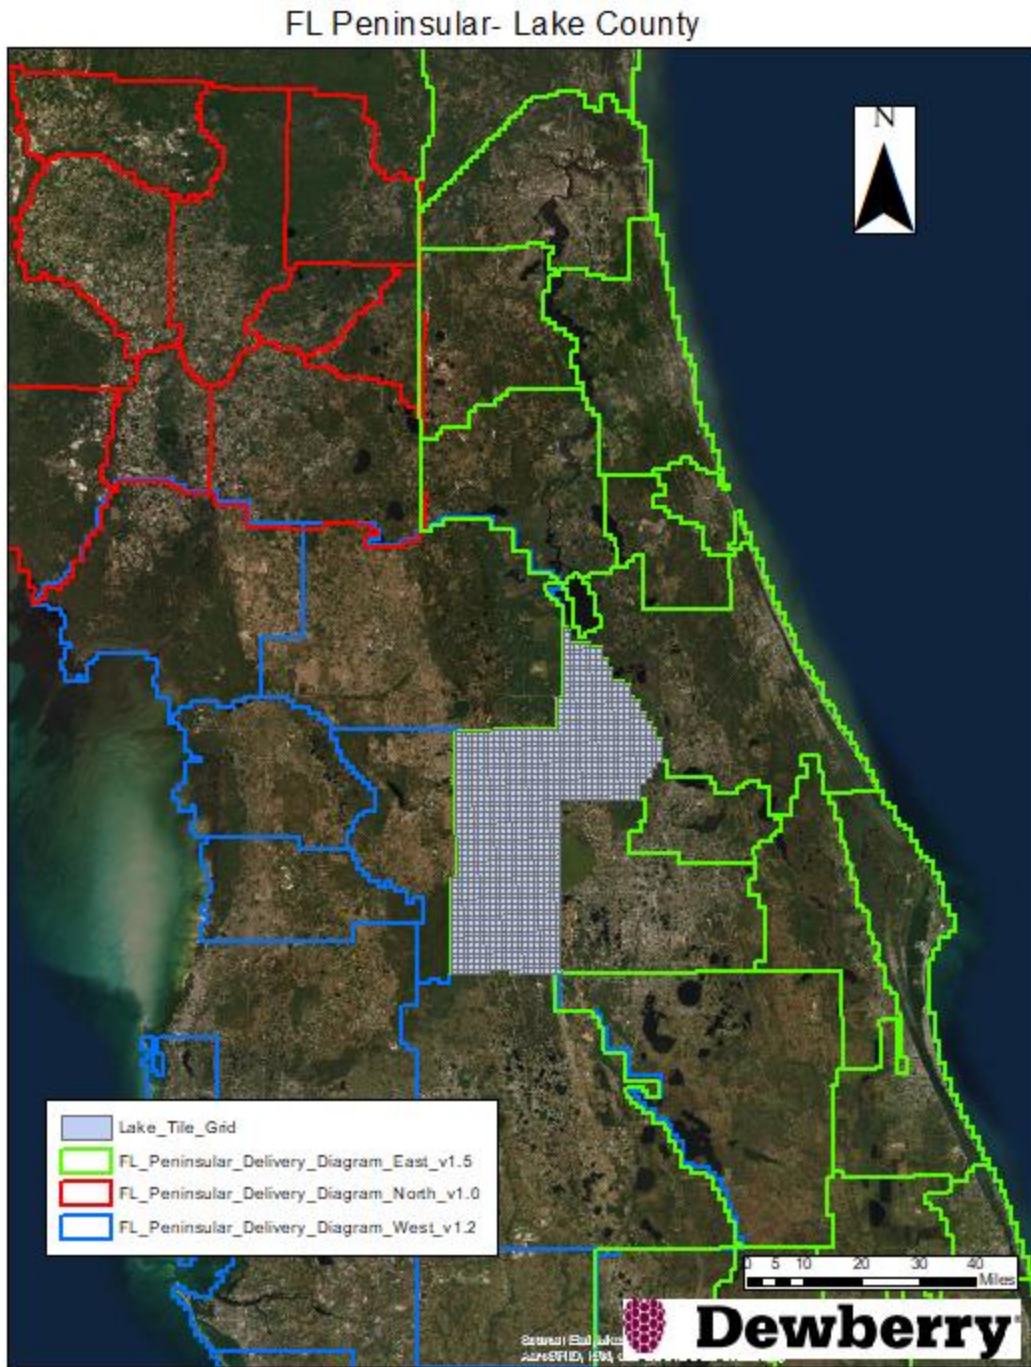 FL Peninsular- Lake County
N
Lake_Tile_Grid
FL_Peninsular_Delivery_Diagram_East_v1.5
FL_Peninsular_Delivery_Diagram_North_v1.0
FL_Peninsular_Delivery_Diagram_West_v1.2
0 5 10 20 30 40
Miles
Dewberry